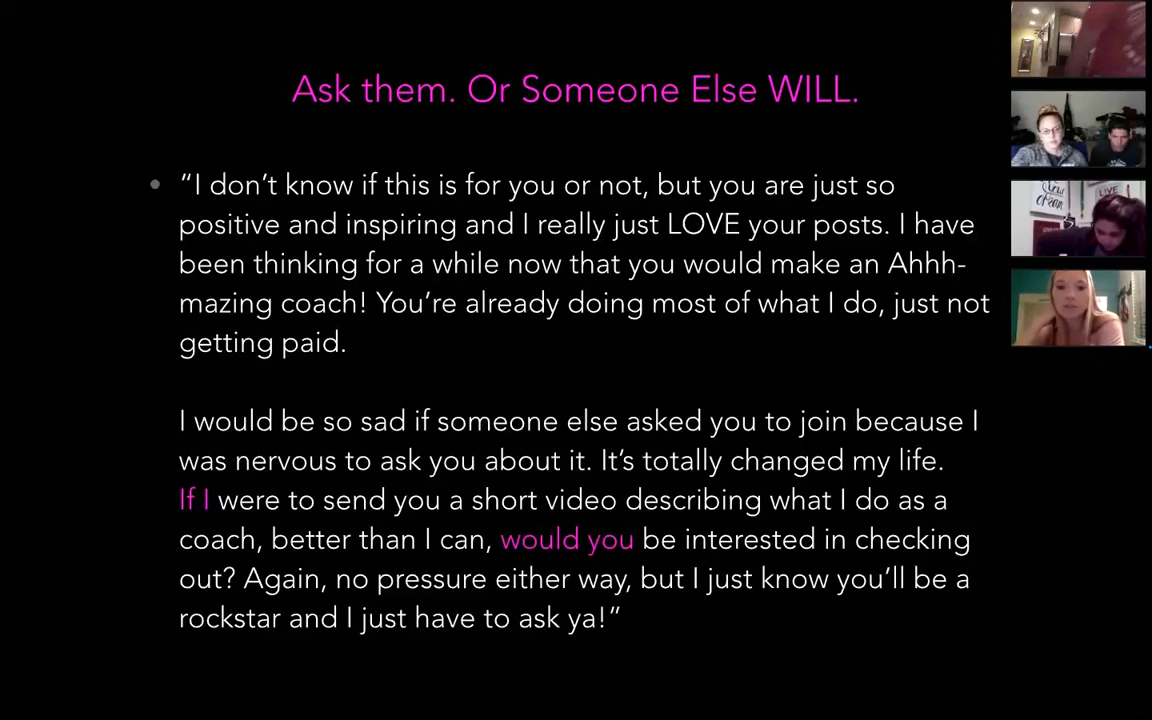 Ask them. Or Someone Else WILL.
• “I don’t know if this is for you or not, but you are just so
positive and inspiring and I really just LOVE your posts. I have
been thinking for a while now that you would make an Ahhh-
mazing coach! You’re already doing most of what I do, just not
getting paid.
I would be so sad if someone else asked you to join because I
was nervous to ask you about it. It’s totally changed my life.
If I were to send you a short video describing what I do as a
coach, better than I can, would you be interested in checking
out? Again, no pressure either way, but I just know you’ll be a
rockstar and I just have to ask ya!”
LIVE